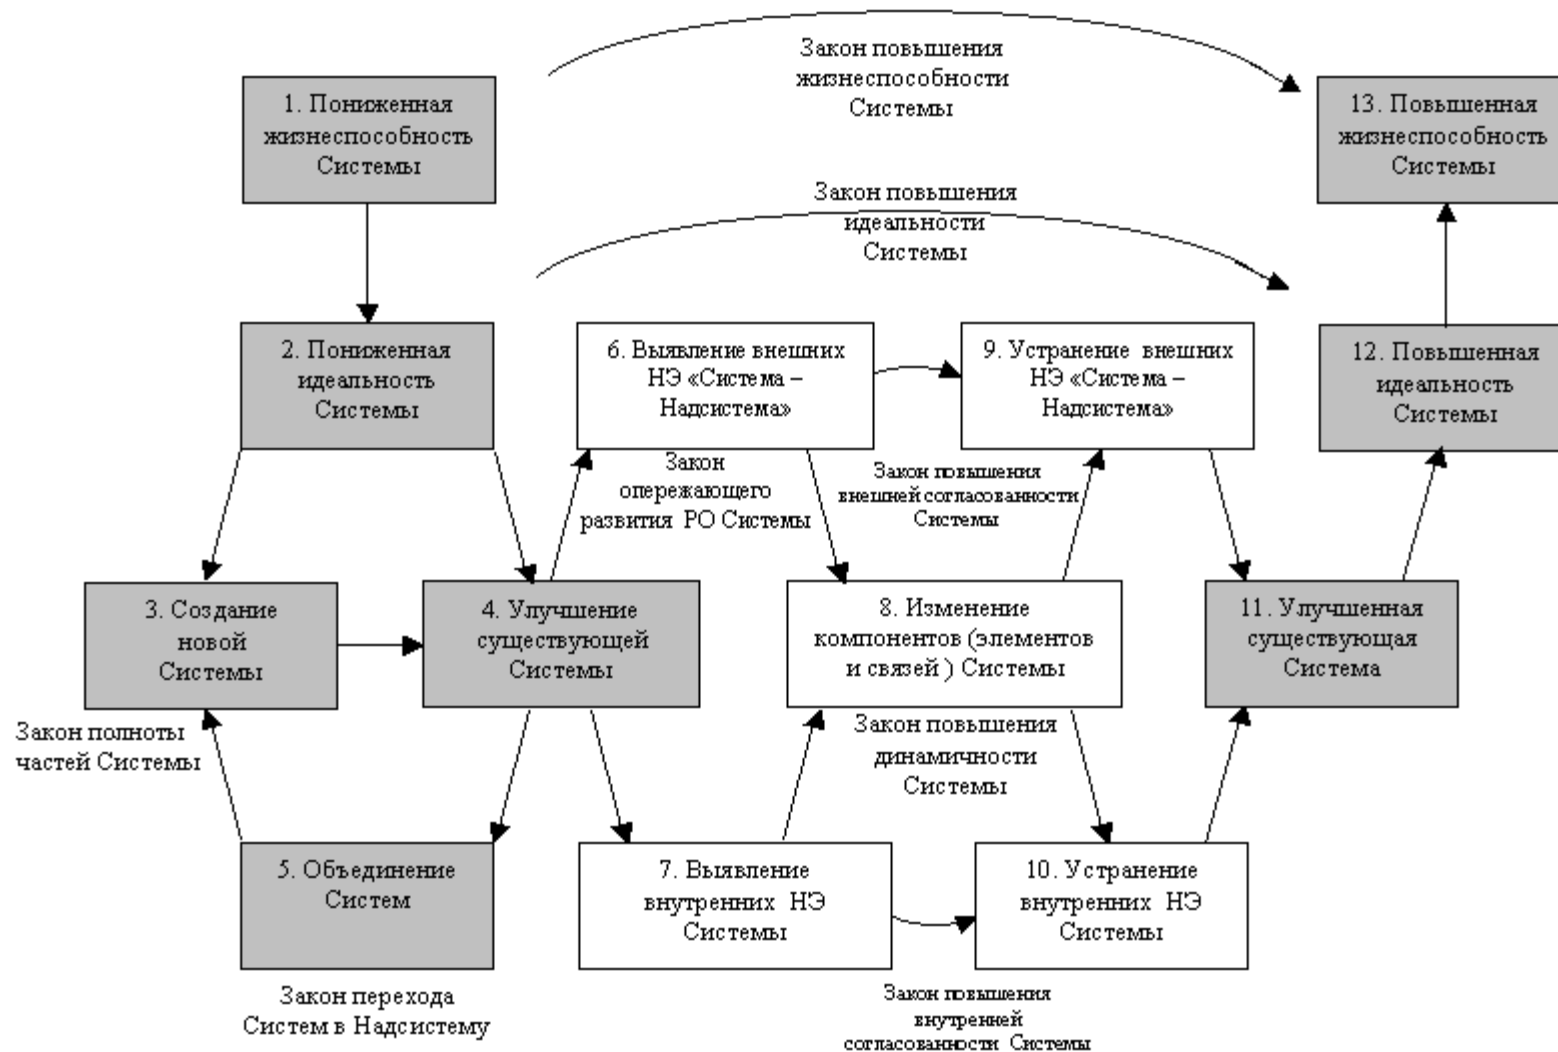 Закон повышения
жизнеспособности
Системы
1. Пониженная
жизнеспособность
Системы
13. Повышенная
жизнеспособность
Системы
Закон повышения
идеальности
Системы
2. Пониженная
идеальность
Системы
6. Выявление внешних
НЭ «Система –
Надсистема»
9. Устранение внешних
НЭ «Система –
Надсистема»
12. Повышенная
идеальность
Системы
Закон
опережающего
развития РО Системы
Закон повышения
внешней согласованности
Системы
3. Создание
новой
Системы
4. Улучшение
существующей
Системы
8. Изменение
компонентов (элементов
и связей ) Системы
11. Улучшенная
существующая
Система
Закон полноты
частей Системы
Закон повышения
динамичности
Системы
5. Объединение
Систем
7. Выявление
внутренних НЭ
Системы
10. Устранение
внутренних НЭ
Системы
Закон перехода
Систем в Надсистему
Закон повышения
внутренней
согласованности Системы